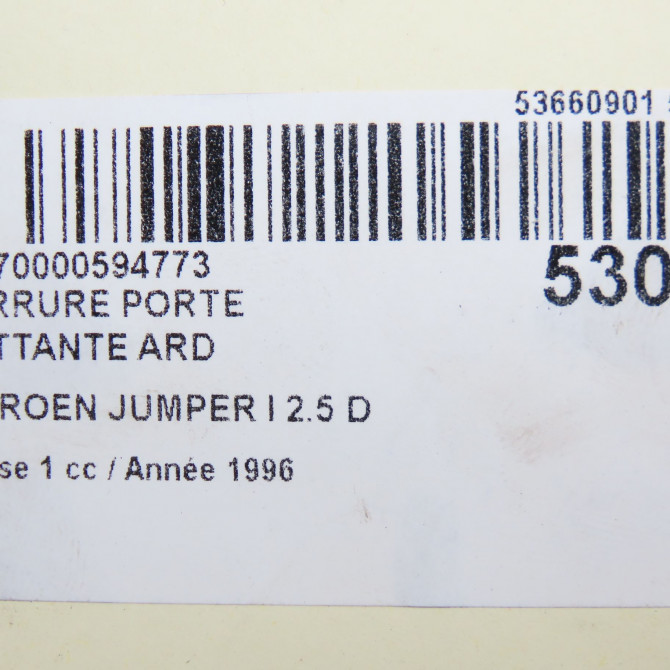 53660901
70000594773
530
RRURE PORTE
TTANTE ARD
ROEN JUMPER I 2.5 D
se 1 cc / Année 1996